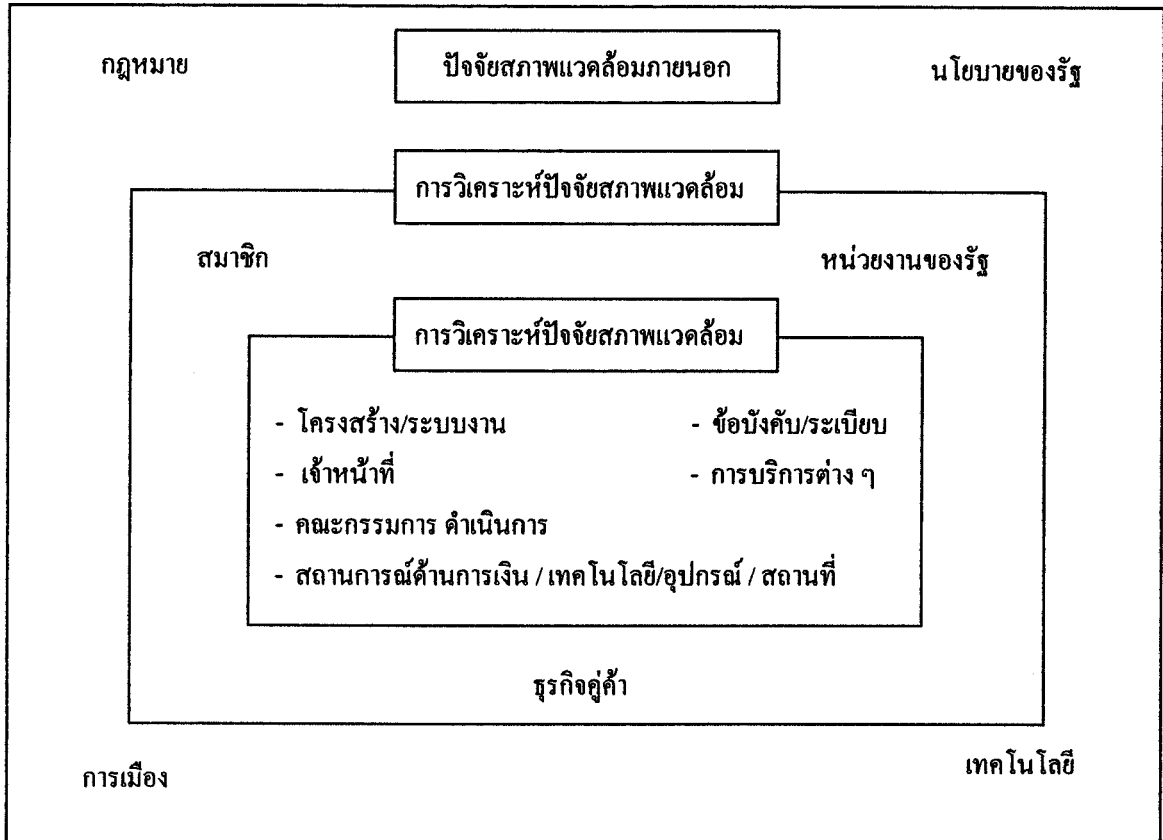 กฎหมาย ปัจจัยสภาพแวดล้อมภายนอก นโยบายของรัฐ
การวิเคราะห์ปัจจัยสภาพแวดล้อม
สมาชิก หน่วยงานของรัฐ
การวิเคราะห์ปัจจัยสภาพแวดล้อม
- โครงสร้าง/ระบบงาน - ข้อบังคับ/ระเบียบ
- เจ้าหน้าที่ - การบริการต่าง ๆ
- คณะกรรมการ ดำเนินการ
- สถานการณ์ด้านการเงิน / เทคโนโลยี/อุปกรณ์ / สถานที่
ธุรกิจคู่ค้า
การเมือง เทคโนโลยี